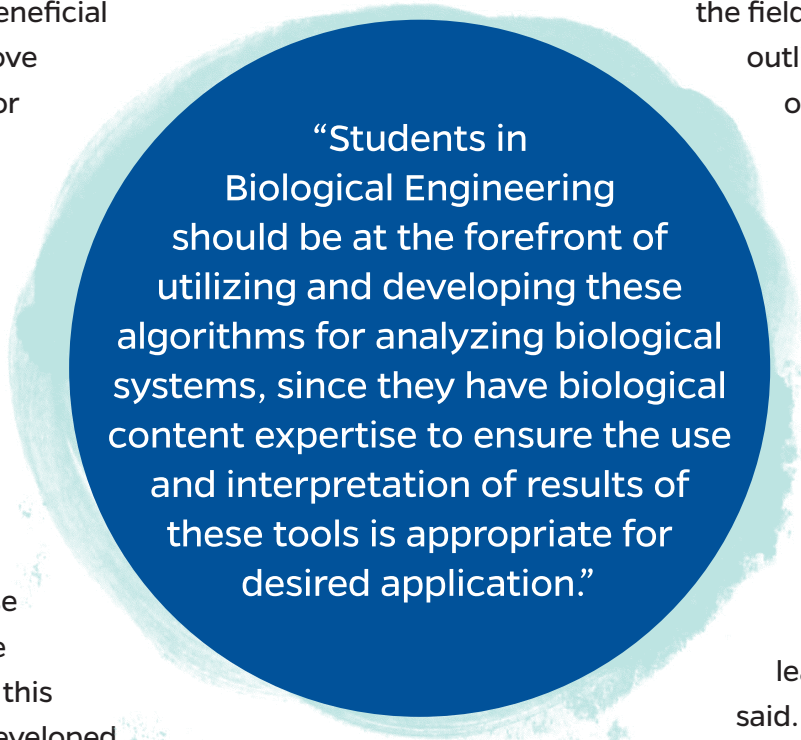 the field
outl
“Students in
Biological Engineering
should be at the forefront of
utilizing and developing these
algorithms for analyzing biological
systems, since they have biological
content expertise to ensure the use
and interpretation of results of
these tools is appropriate for
desired application.”
this
said.